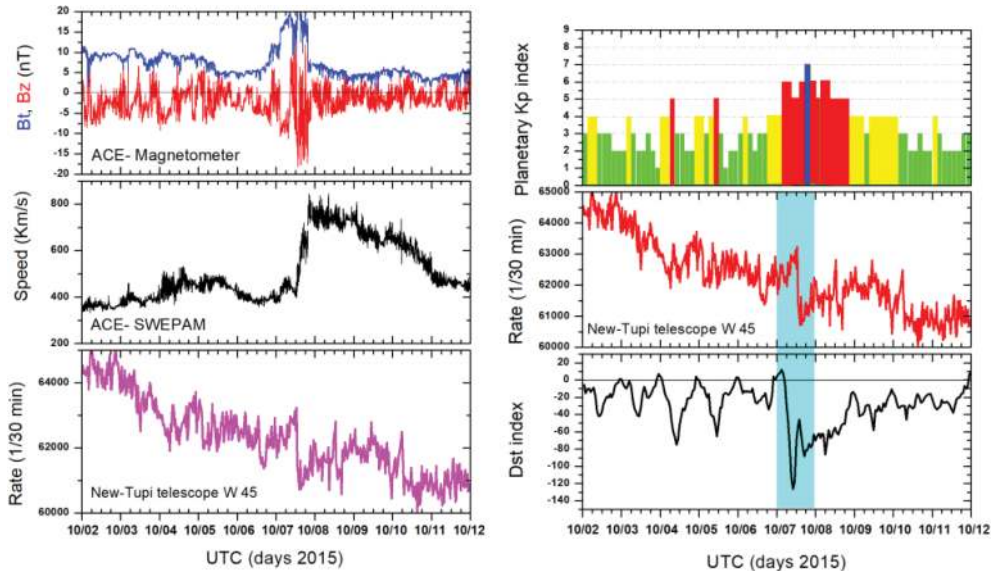 20
15
10
5
0
-5
-10
-15
-20
Bt, Bz (nT)
ACE- Magnetometer
800
600
400
200
Speed (Km/s)
ACE- SWEPAM
64000
62000
60000
Rate (1/30 min)
New-Tupi telescope W 45
10/02 10/03 10/04 10/05 10/06 10/07 10/08 10/09 10/10 10/11 10/12
UTC (days 2015)
9
8
7
6
5
4
3
2
1
0
Planetary Kp index
65000
64000
63000
62000
61000
60000
Rate (1/30 min)
New-Tupi telescope W 45
20
0
-20
-40
-60
-80
-100
-120
-140
Dst index
10/02 10/03 10/04 10/05 10/06 10/07 10/08 10/09 10/10 10/11 10/12
UTC (days 2015)